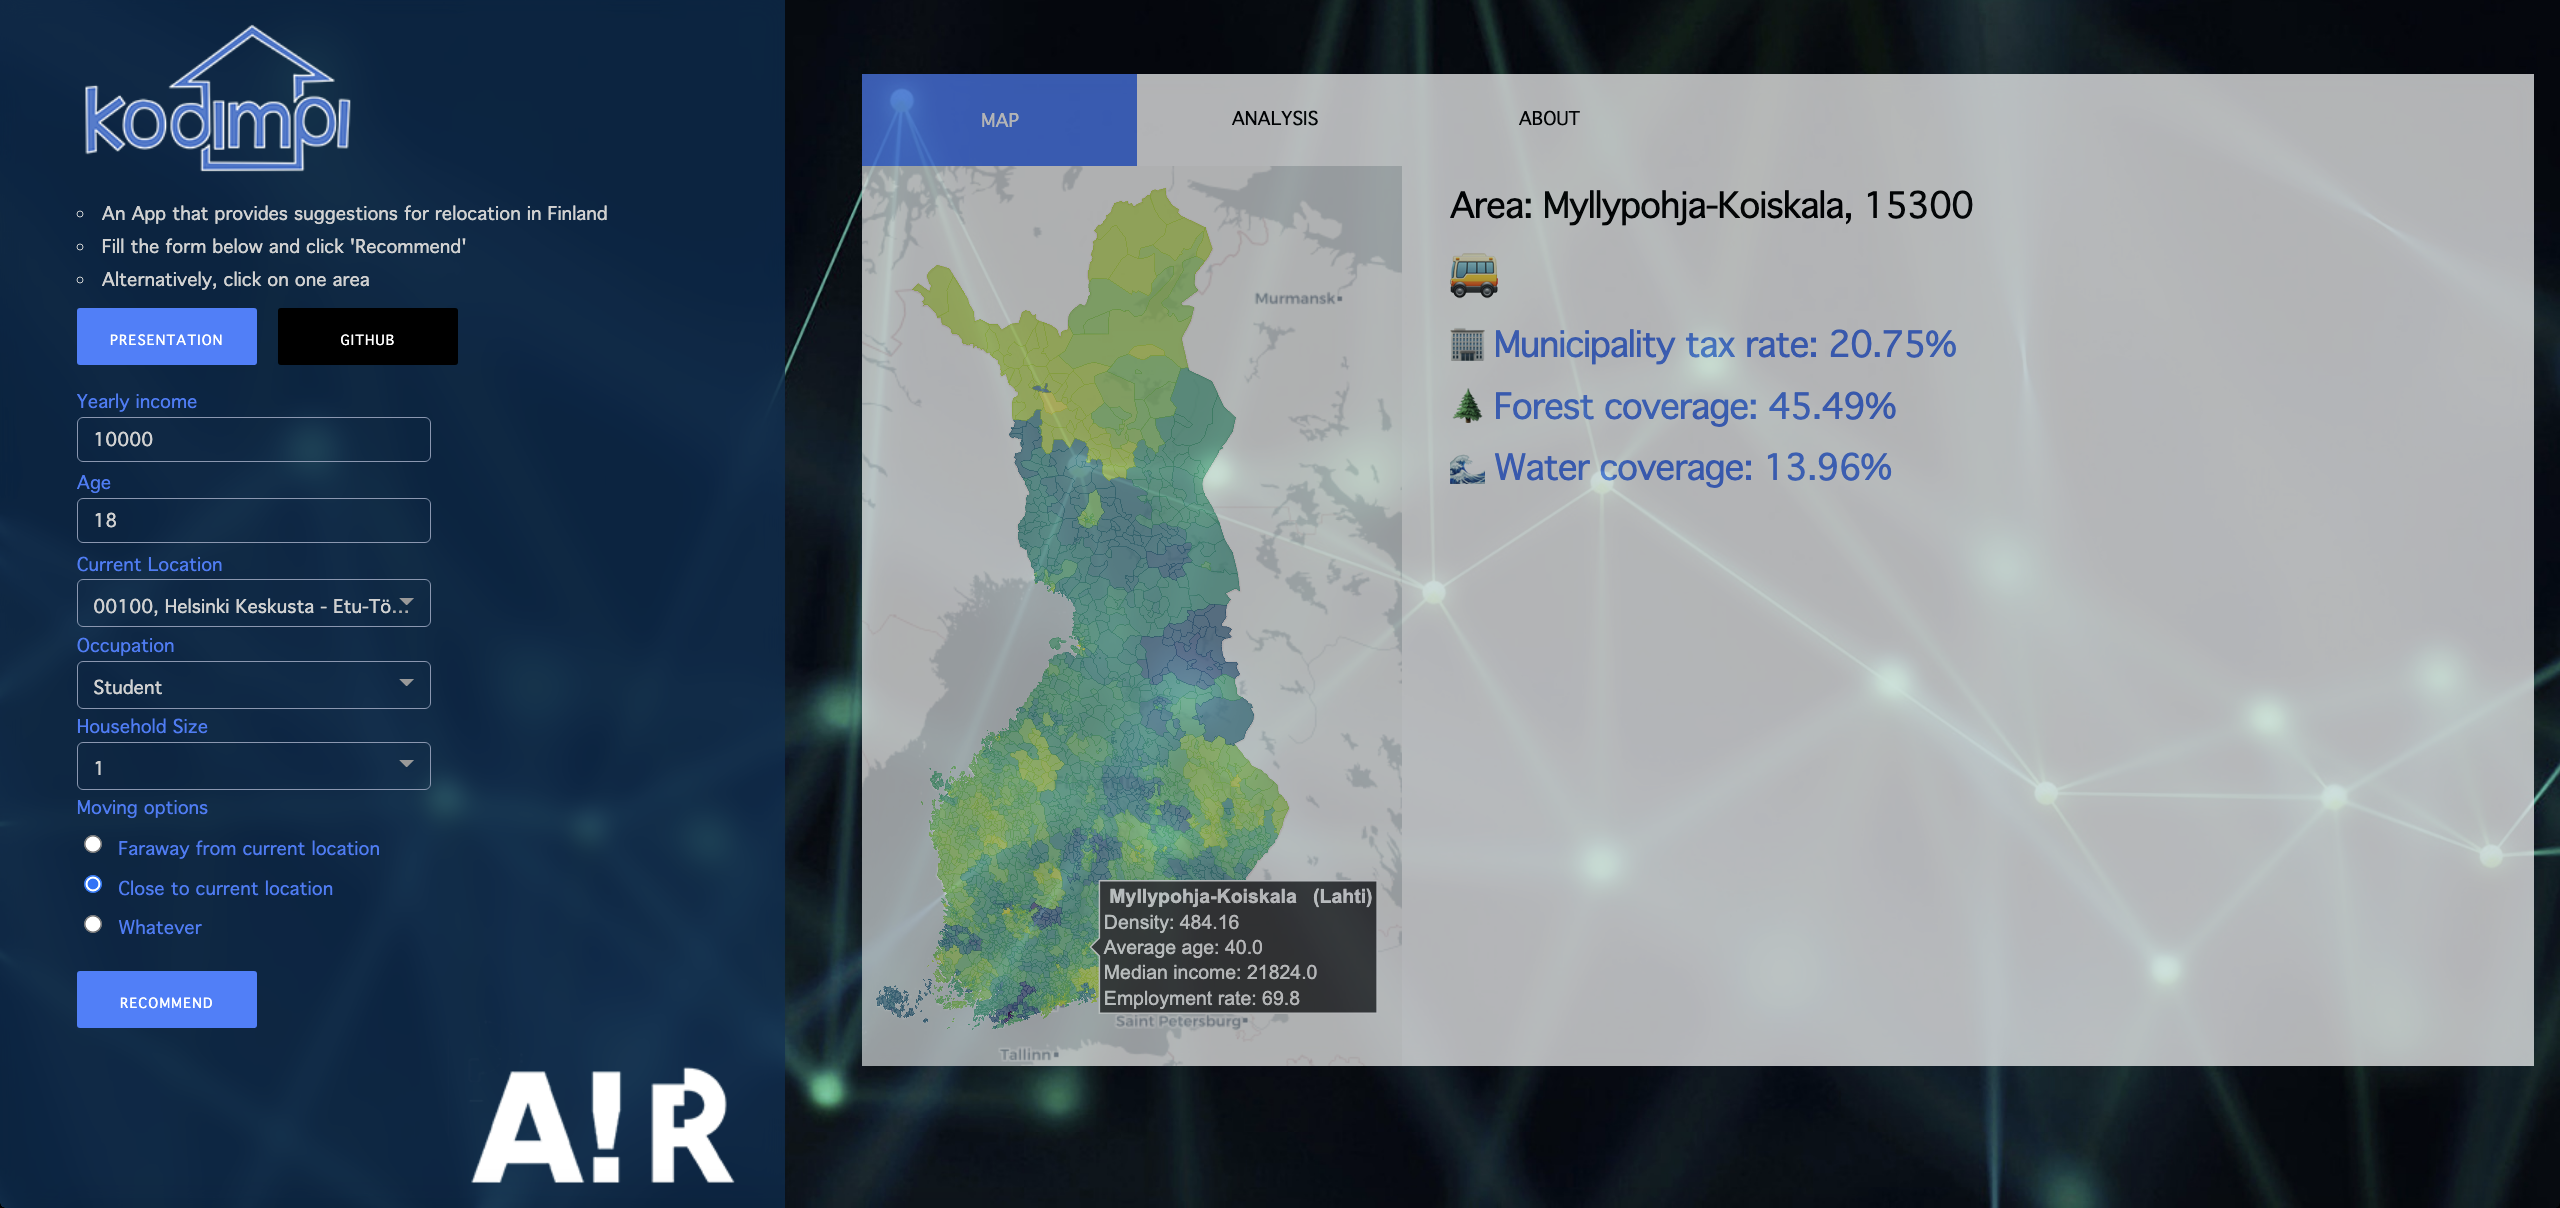 kodimpi
An App that provides suggestions for relocation in Finland
Fill the form below and click 'Recommend'
Alternatively, click on one area
PRESENTATION
GITHUB
Yearly income
10000
Age
18
Current Location
00100, Helsinki Keskusta - Etu-Tö...
Occupation
Student
Household Size
1
Moving options
Faraway from current location
Close to current location
Whatever
RECOMMEND
A!R
MAP
ANALYSIS
ABOUT
Murmansk
Myllypohja-Koiskala (Lahti)
Density: 484.16
Average age: 40.0
Median income: 21824.0
Employment rate: 69.8
Saint Petersburg
Tallinn
Area: Myllypohja-Koiskala, 15300
Municipality tax rate: 20.75%
Forest coverage: 45.49%
Water coverage: 13.96%